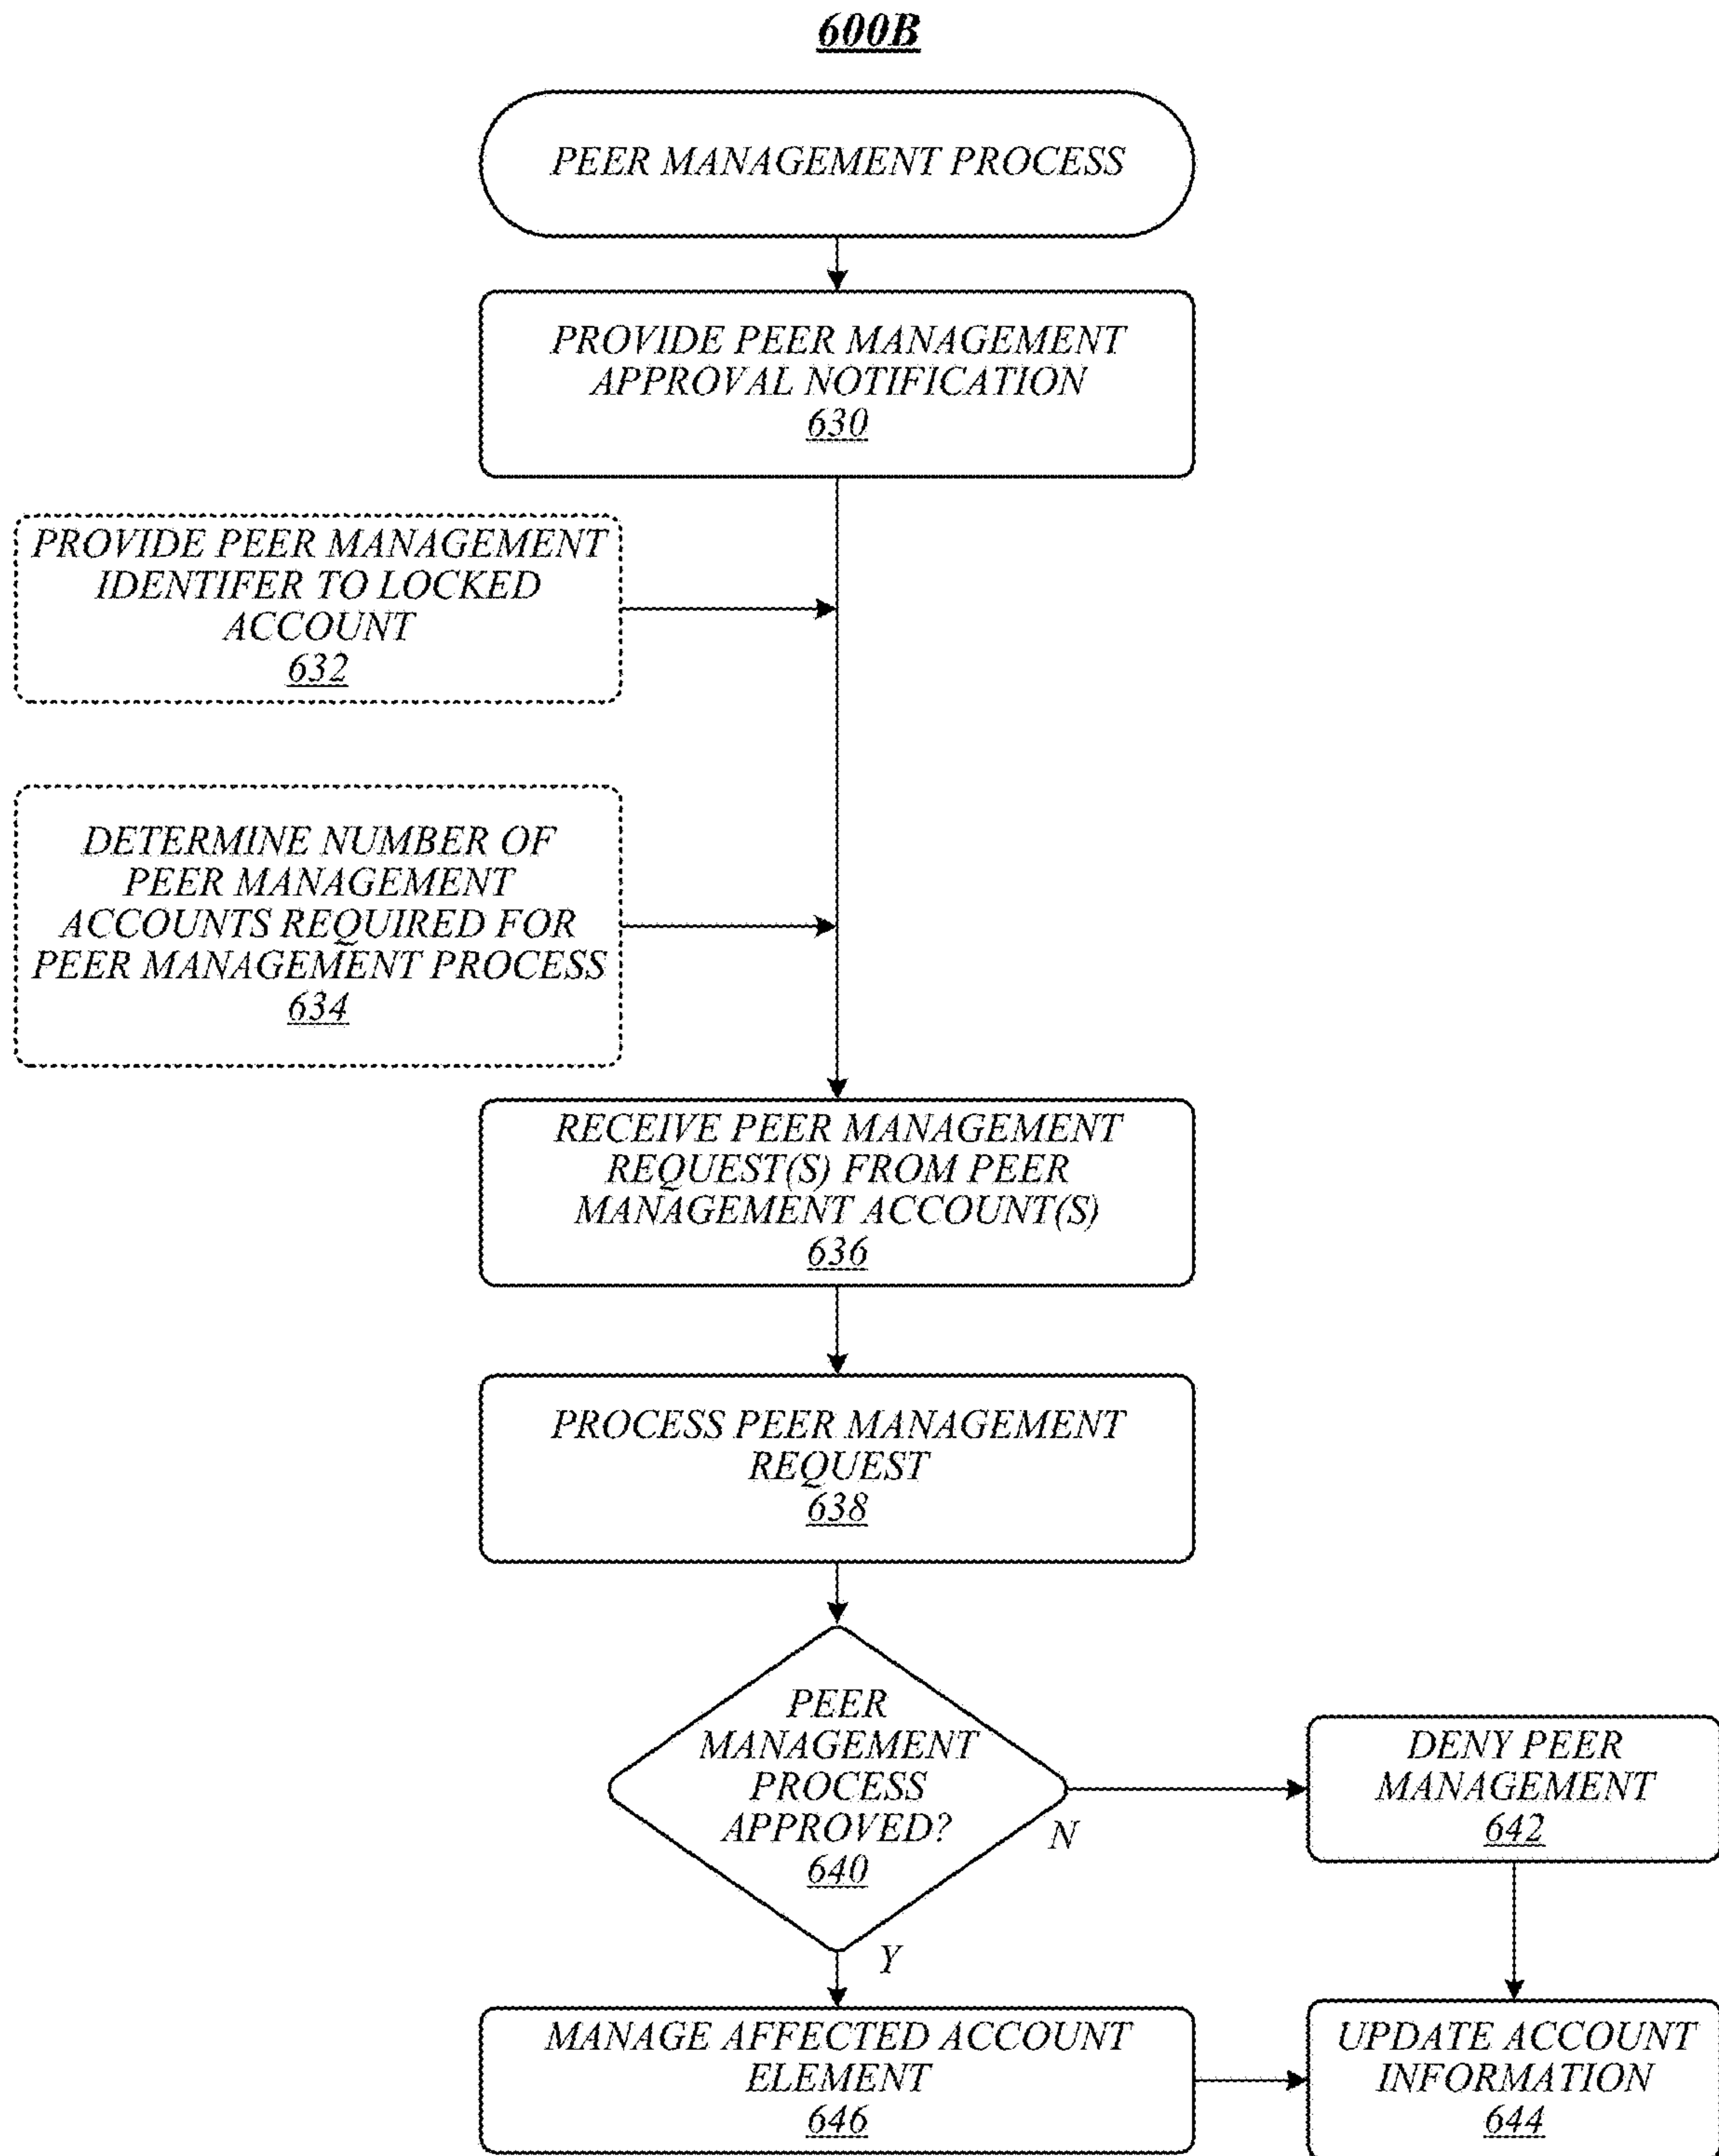 600B
PEER MANAGEMENT PROCESS
PROVIDE PEER MANAGEMENT
APPROVAL NOTIFICATION
630
PROVIDE PEER MANAGEMENT
IDENTIFER TO LOCKED
ACCOUNT
632
DETERMINE NUMBER OF
PEER MANAGEMENT
ACCOUNTS REQUIRED FOR
PEER MANAGEMENT PROCESS
634
RECEIVE PEER MANAGEMENT
REQUEST(S) FROM PEER
MANAGEMENT ACCOUNT(S)
636
PROCESS PEER MANAGEMENT
REQUEST
638
PEER
MANAGEMENT
PROCESS
APPROVED?
640
N
DENY PEER
MANAGEMENT
642
Y
MANAGE AFFECTED ACCOUNT
ELEMENT
646
UPDATE ACCOUNT
INFORMATION
644